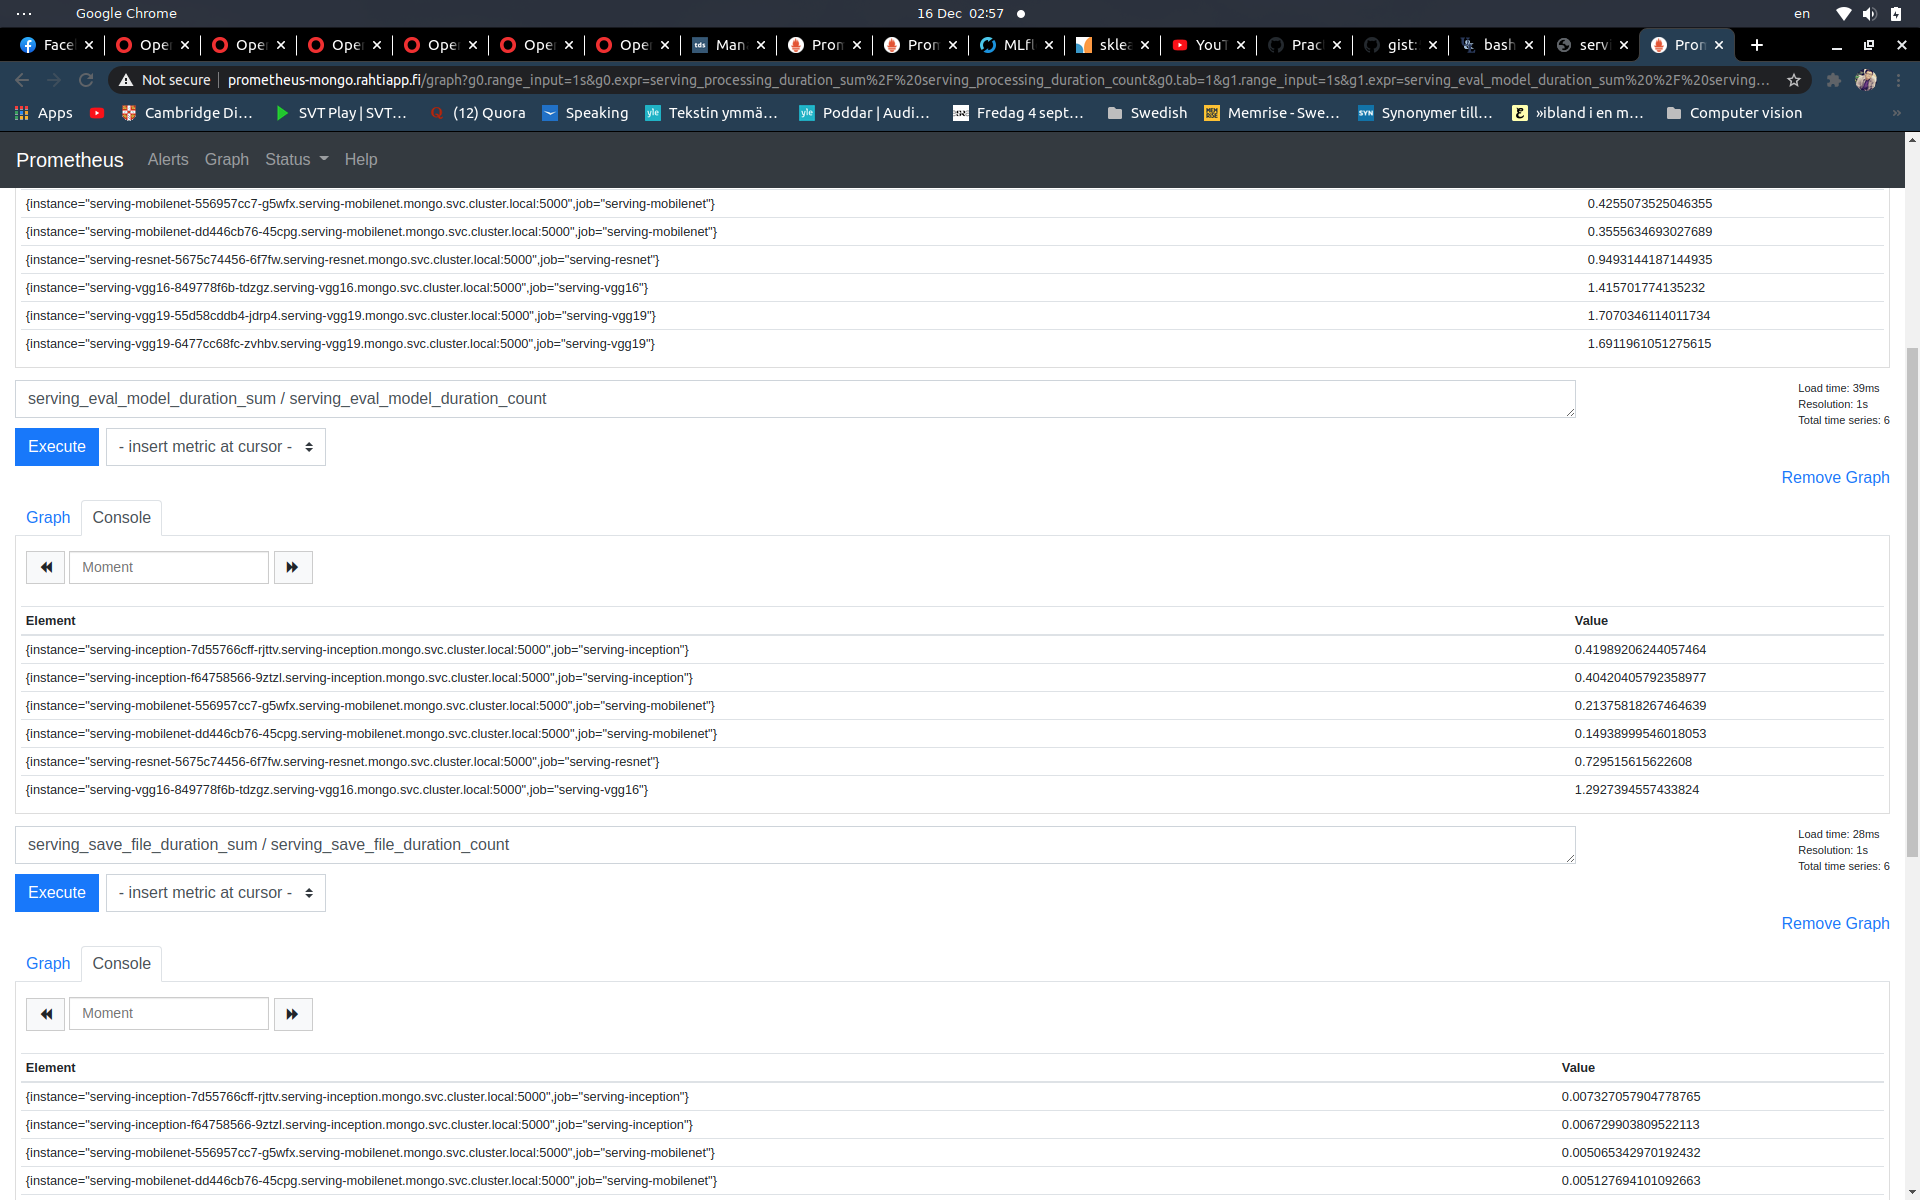 Google Chrome
16 Dec 02:57
en
Face
Oper
Oper
Oper
Oper
Oper
Oper
tds
Man
Prom
Prom
MLfl
sklea
YouT
Pract
gist:
bash
servi
Prom
Not secure
prometheus-mongo.rahtiapp.fi/graph?g0.range_input=1s&g0.expr=serving_processing_duration_sum%2F%20serving_processing_duration_count&g0.tab=1&g1.range_input=1s&g1.expr=serving_eval_model_duration_sum%20%2F%20serving...
Apps
Cambridge Di...
SVT Play | SVT...
(12) Quora
Speaking
yle Tekstin ymmä...
yle Poddar | Audi...
Fredag 4 sept...
Swedish
Memrise - Swe...
SYN Synonymer till...
»ibland i en m...
Computer vision
»
Prometheus
Alerts
Graph
Status
Help
{instance="serving-mobilenet-556957cc7-g5wfx.serving-mobilenet.mongo.svc.cluster.local:5000",job="serving-mobilenet"} 0.4255073525046355
{instance="serving-mobilenet-dd446cb76-45cpg.serving-mobilenet.mongo.svc.cluster.local:5000",job="serving-mobilenet"} 0.3555634693027689
{instance="serving-resnet-5675c74456-6f7fw.serving-resnet.mongo.svc.cluster.local:5000",job="serving-resnet"} 0.9493144187144935
{instance="serving-vgg16-849778f6b-tdzgz.serving-vgg16.mongo.svc.cluster.local:5000",job="serving-vgg16"} 1.415701774135232
{instance="serving-vgg19-55d58cddb4-jdrp4.serving-vgg19.mongo.svc.cluster.local:5000",job="serving-vgg19"} 1.7070346114011734
{instance="serving-vgg19-6477cc68fc-zvhbv.serving-vgg19.mongo.svc.cluster.local:5000",job="serving-vgg19"} 1.6911961051275615
serving_eval_model_duration_sum / serving_eval_model_duration_count
Load time: 39ms
Resolution: 1s
Total time series: 6
Execute
- insert metric at cursor -
Remove Graph
Graph
Console
Moment
Element Value
{instance="serving-inception-7d55766cff-rjttv.serving-inception.mongo.svc.cluster.local:5000",job="serving-inception"} 0.41989206244057464
{instance="serving-inception-f64758566-9ztzl.serving-inception.mongo.svc.cluster.local:5000",job="serving-inception"} 0.40420405792358977
{instance="serving-mobilenet-556957cc7-g5wfx.serving-mobilenet.mongo.svc.cluster.local:5000",job="serving-mobilenet"} 0.21375818267464639
{instance="serving-mobilenet-dd446cb76-45cpg.serving-mobilenet.mongo.svc.cluster.local:5000",job="serving-mobilenet"} 0.14938999546018053
{instance="serving-resnet-5675c74456-6f7fw.serving-resnet.mongo.svc.cluster.local:5000",job="serving-resnet"} 0.729515615622608
{instance="serving-vgg16-849778f6b-tdzgz.serving-vgg16.mongo.svc.cluster.local:5000",job="serving-vgg16"} 1.2927394557433824
serving_save_file_duration_sum / serving_save_file_duration_count
Load time: 28ms
Resolution: 1s
Total time series: 6
Execute
- insert metric at cursor -
Remove Graph
Graph
Console
Moment
Element Value
{instance="serving-inception-7d55766cff-rjttv.serving-inception.mongo.svc.cluster.local:5000",job="serving-inception"} 0.007327057904778765
{instance="serving-inception-f64758566-9ztzl.serving-inception.mongo.svc.cluster.local:5000",job="serving-inception"} 0.006729903809522113
{instance="serving-mobilenet-556957cc7-g5wfx.serving-mobilenet.mongo.svc.cluster.local:5000",job="serving-mobilenet"} 0.005065342970192432
{instance="serving-mobilenet-dd446cb76-45cpg.serving-mobilenet.mongo.svc.cluster.local:5000",job="serving-mobilenet"} 0.005127694101092663